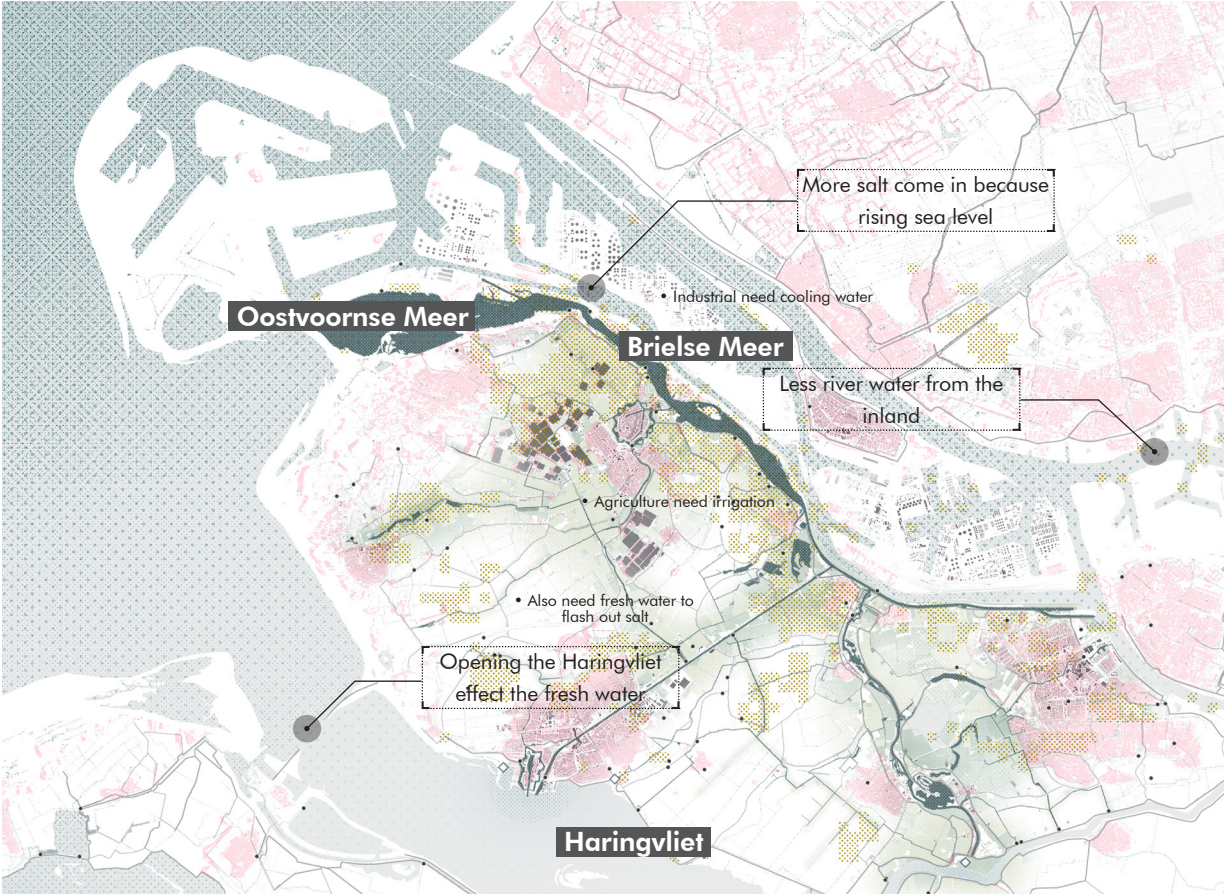 More salt come in because
rising sea level
• Industrial need cooling water
Oostvoornse Meer
Brielse Meer
Less river water from the
inland
• Agriculture need irrigation
• Also need fresh water to
flash out salt
Opening the Haringvliet
effect the fresh water
Haringvliet